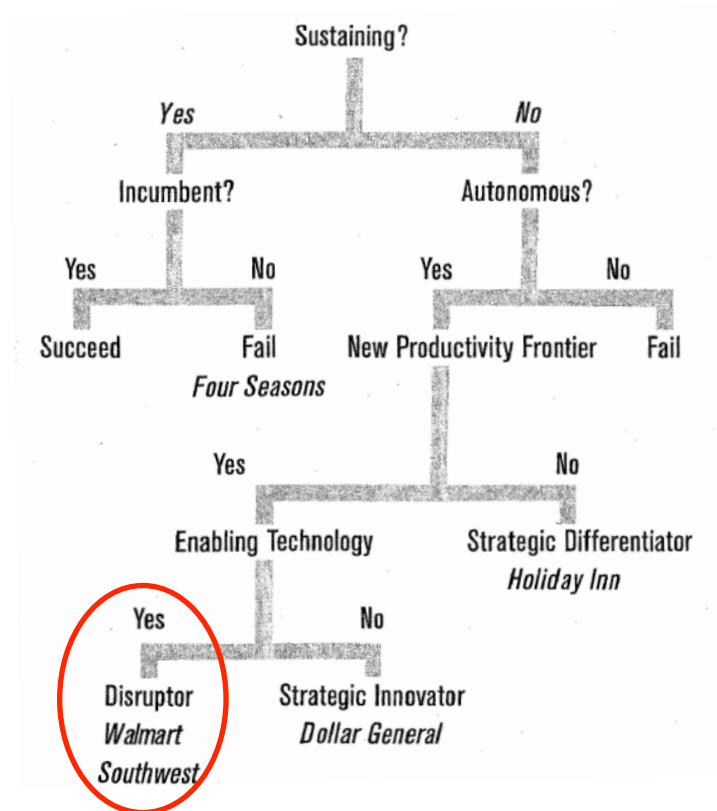 Sustaining?
Yes
No
Incumbent?
Autonomous?
Yes
No
Yes
No
Succeed
Fail
New Productivity Frontier
Fail
Four Seasons
Yes
No
Enabling Technology
Strategic Differentiator
Holiday Inn
Yes
No
Disruptor
Strategic Innovator
Walmart
Dollar General
Southwest